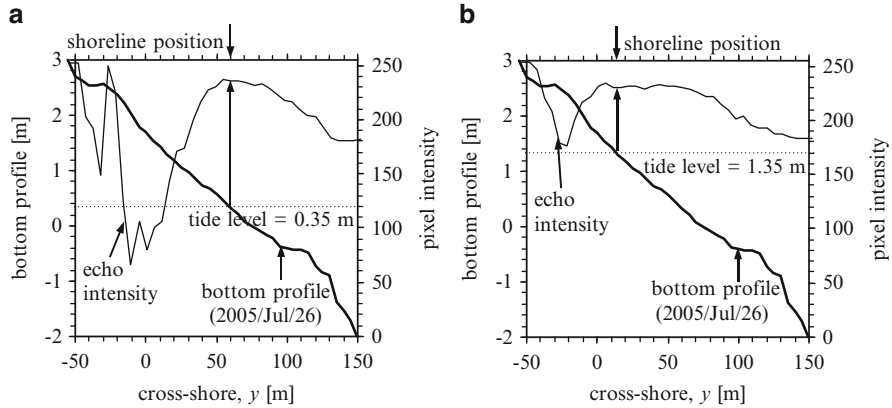 a
shoreline position
3
2
1
0
-1
-2
250
200
150
100
50
0
bottom profile [m]
pixel intensity
tide level = 0.35 m
echo
intensity
bottom profile
(2005/Jul/26)
-50 0 50 100 150
cross-shore, y [m]
b
shoreline position
3
2
1
0
-1
-2
250
200
150
100
50
0
bottom profile [m]
pixel intensity
tide level = 1.35 m
echo
intensity
bottom profile
(2005/Jul/26)
-50 0 50 100 150
cross-shore, y [m]